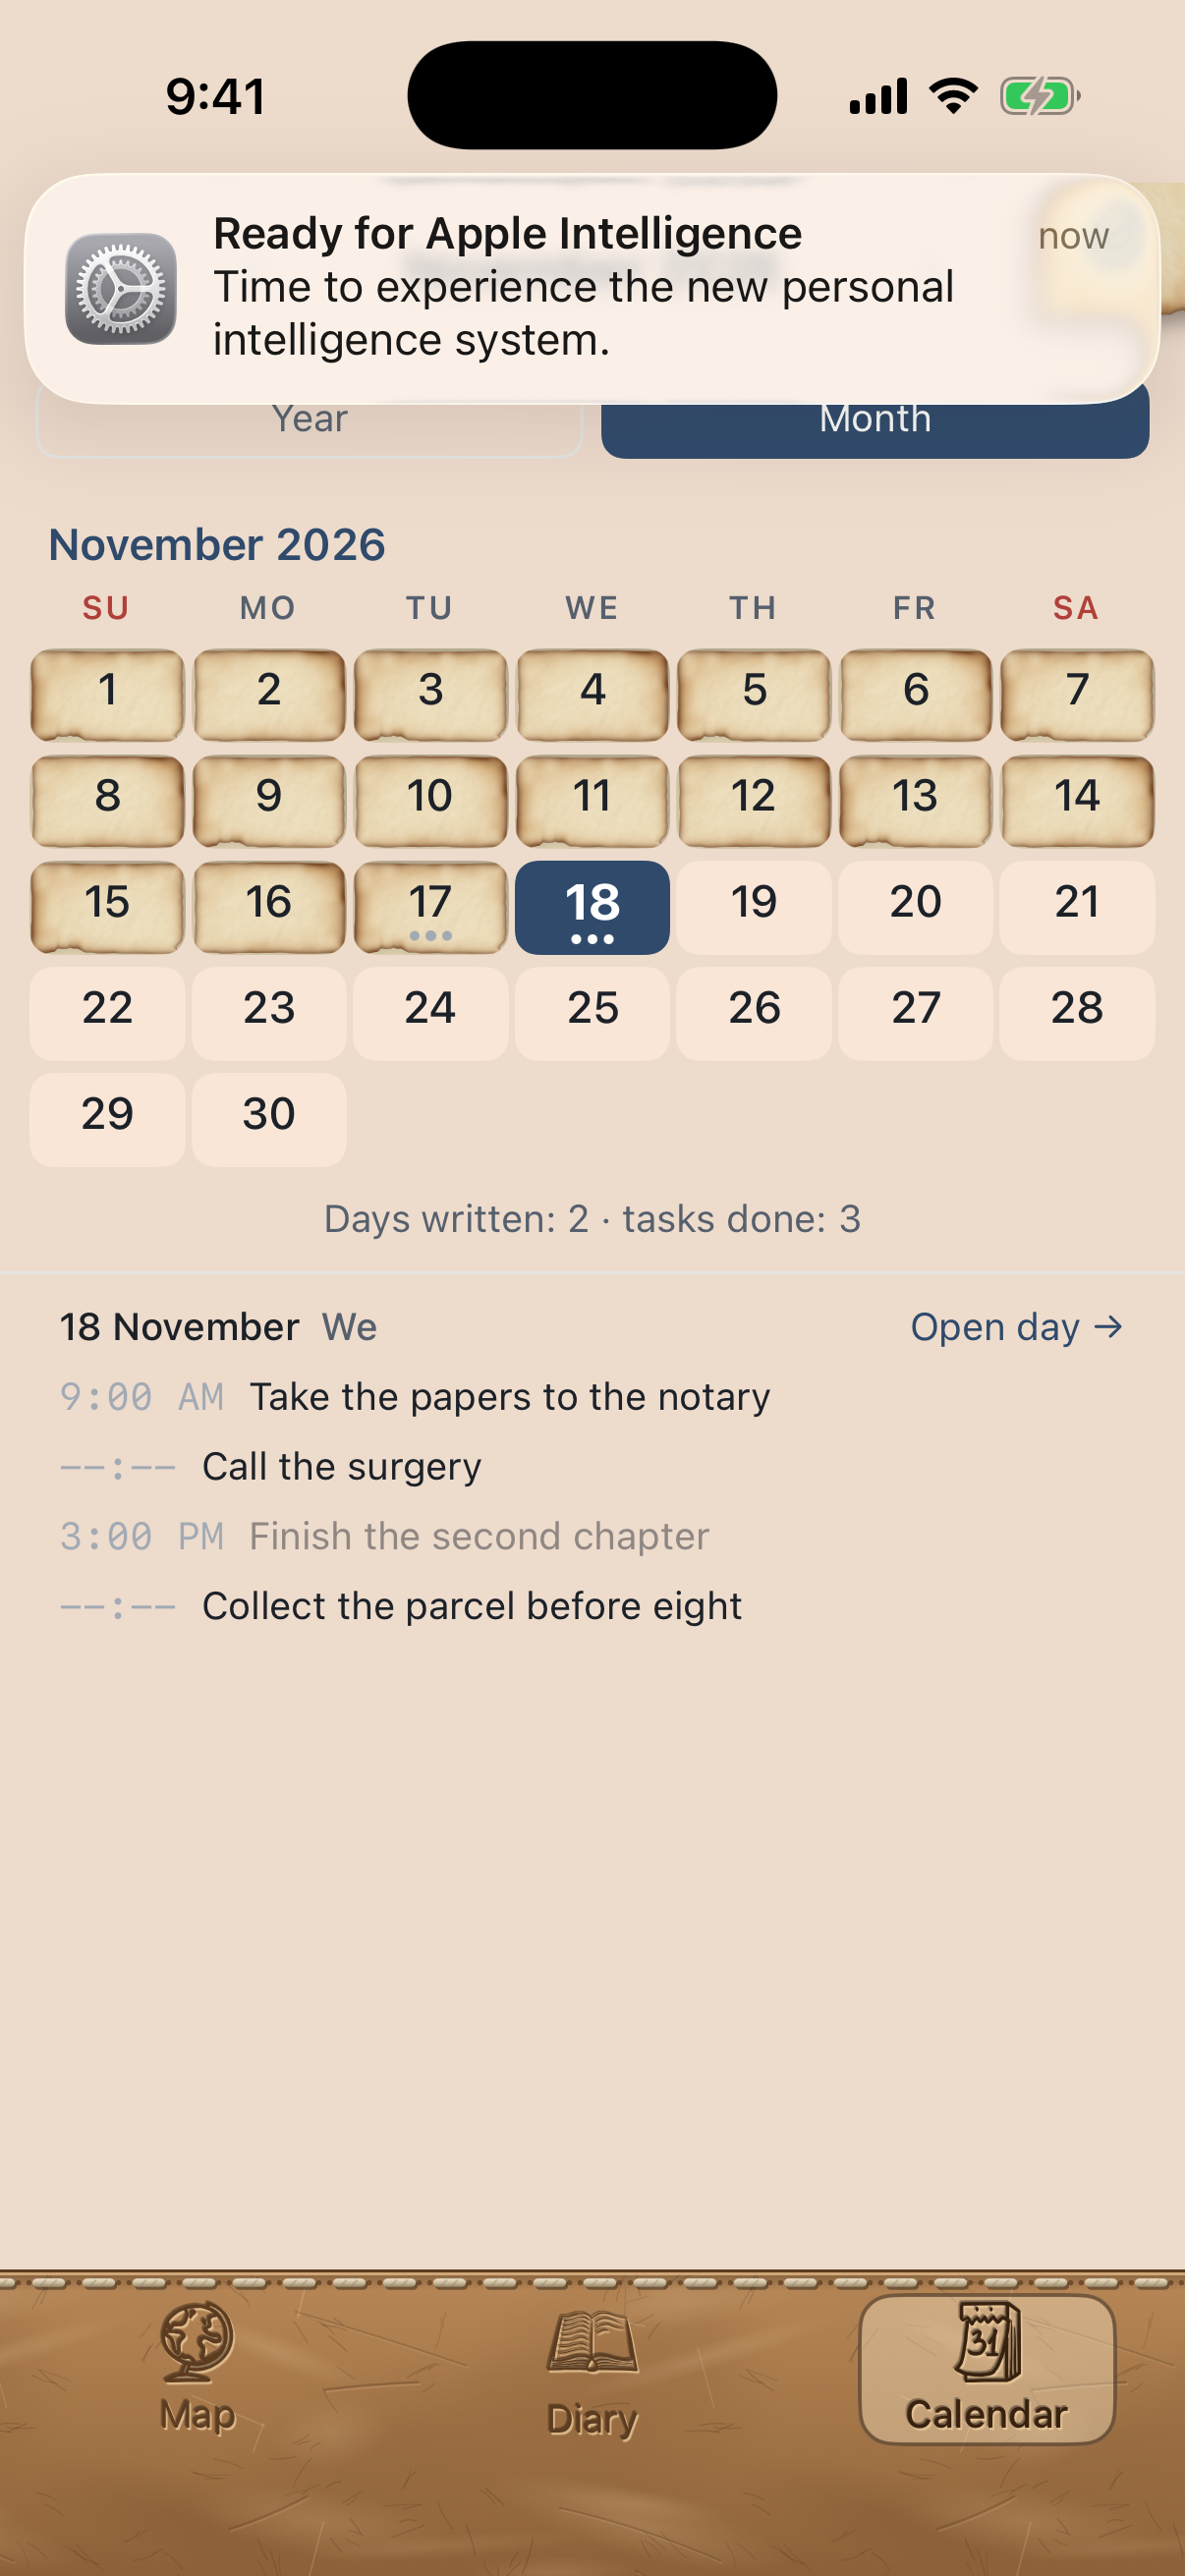 9:41
Ready for Apple Intelligence
now
Time to experience the new personal
intelligence system.
Year
Month
November 2026
SU MO TU WE TH FR SA
1 2 3 4 5 6 7
8 9 10 11 12 13 14
15 16 17 18 19 20 21
22 23 24 25 26 27 28
29 30
Days written: 2 · tasks done: 3
18 November We
Open day →
9:00 AM Take the papers to the notary
--:-- Call the surgery
3:00 PM Finish the second chapter
--:-- Collect the parcel before eight
31
Map
Diary
Calendar